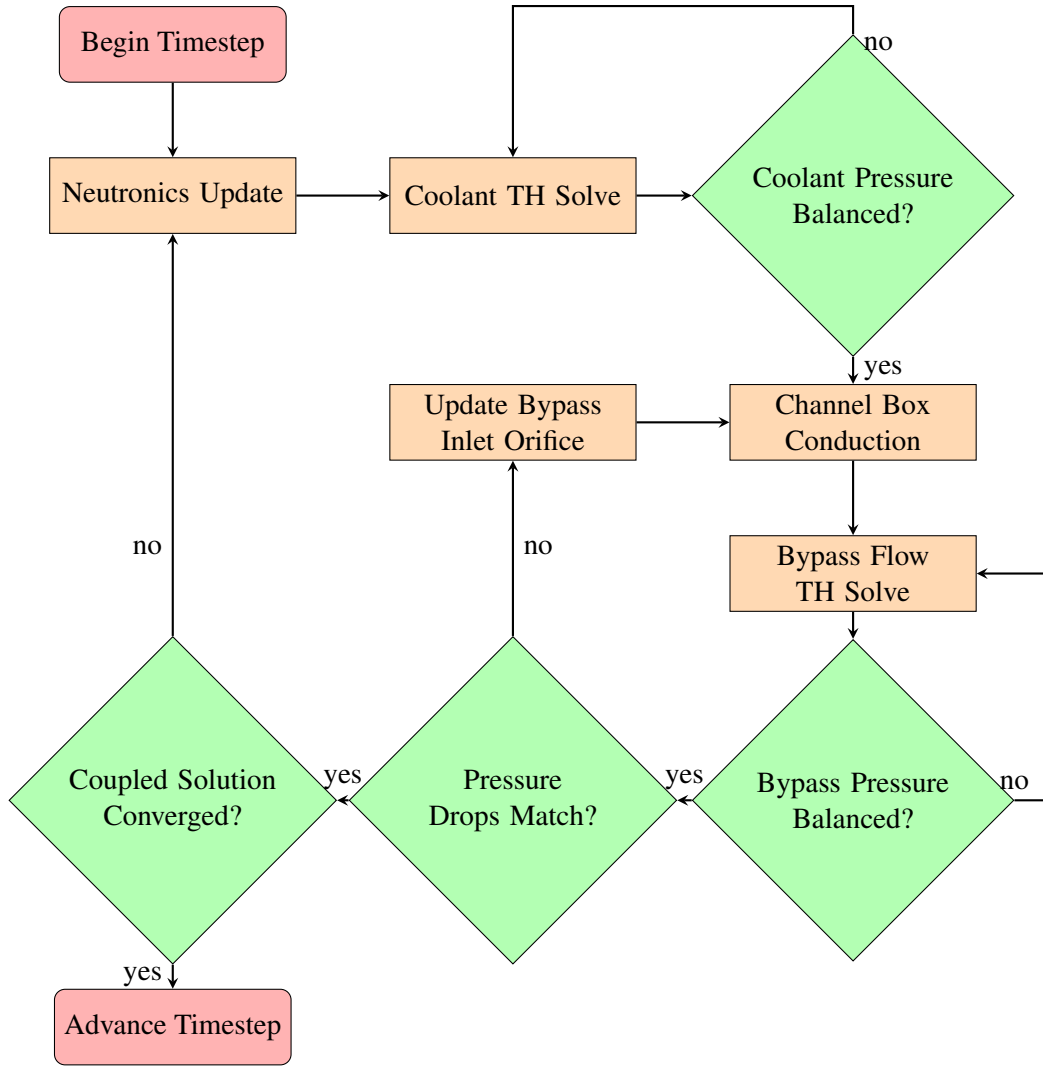 Begin Timestep
no
Neutronics Update
Coolant TH Solve
Coolant Pressure
Balanced?
yes
Update Bypass
Inlet Orifice
Channel Box
Conduction
no
no
Bypass Flow
TH Solve
Coupled Solution
Converged?
yes
Pressure
Drops Match?
yes
Bypass Pressure
Balanced?
no
yes
Advance Timestep